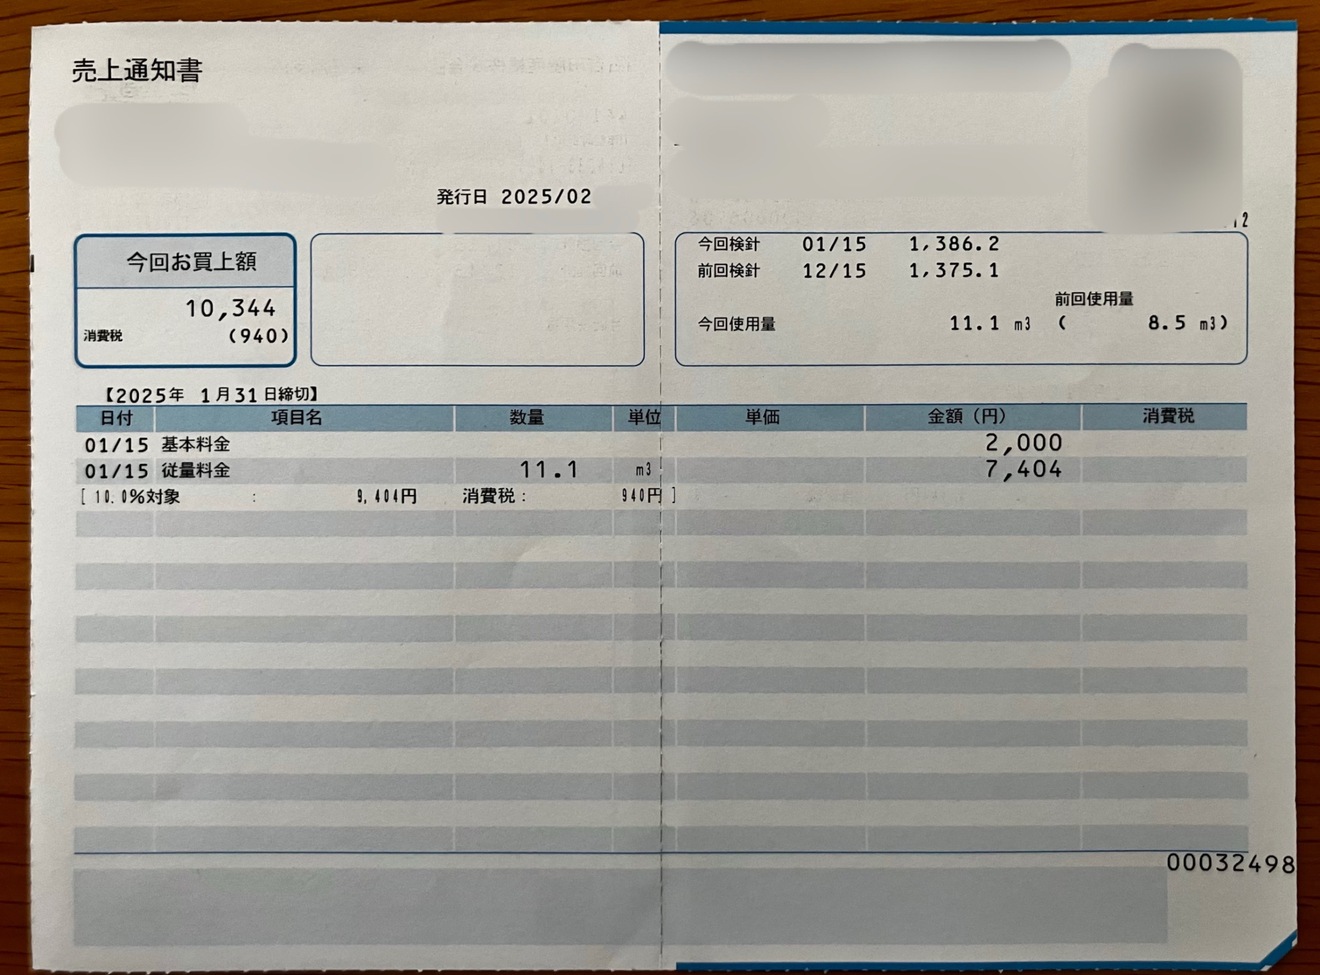 売上通知書
発行日 2025/02
12
今回お買上額
10,344
消費税 (940)
今回検針 01/15 1,386.2
前回検針 12/15 1,375.1
前回使用量
今回使用量 11.1 m3 ( 8.5 m3)
【2025年 1月31日締切】
日付 項目名 数量 単位 単価 金額（円） 消費税
01/15 基本料金 2,000
01/15 従量料金 11.1 m3 7,404
[ 10.0%対象 : 9,404円 消費税: 940円 ]
00032498